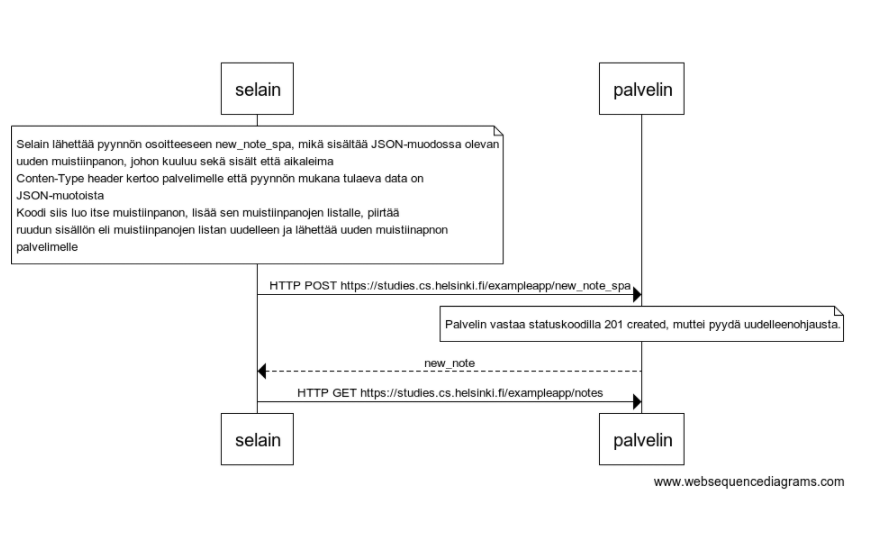 selain
palvelin
Selain lähettää pyynnön osoitteeseen new_note_spa, mikä sisältää JSON-muodossa olevan
uuden muistiinpanon, johon kuuluu sekä sisält että aikaleima
Conten-Type header kertoo palvelimelle että pyynnön mukana tulaeva data on
JSON-muotoista
Koodi siis luo itse muistiinpanon, lisää sen muistiinpanojen listalle, piirtää
ruudun sisällön eli muistiinpanojen listan uudelleen ja lähettää uuden muistiinapnon
palvelimelle
HTTP POST https://studies.cs.helsinki.fi/exampleapp/new_note_spa
Palvelin vastaa statuskoodilla 201 created, muttei pyydä uudelleenohjausta.
new_note
HTTP GET https://studies.cs.helsinki.fi/exampleapp/notes
selain
palvelin
www.websequencediagrams.com